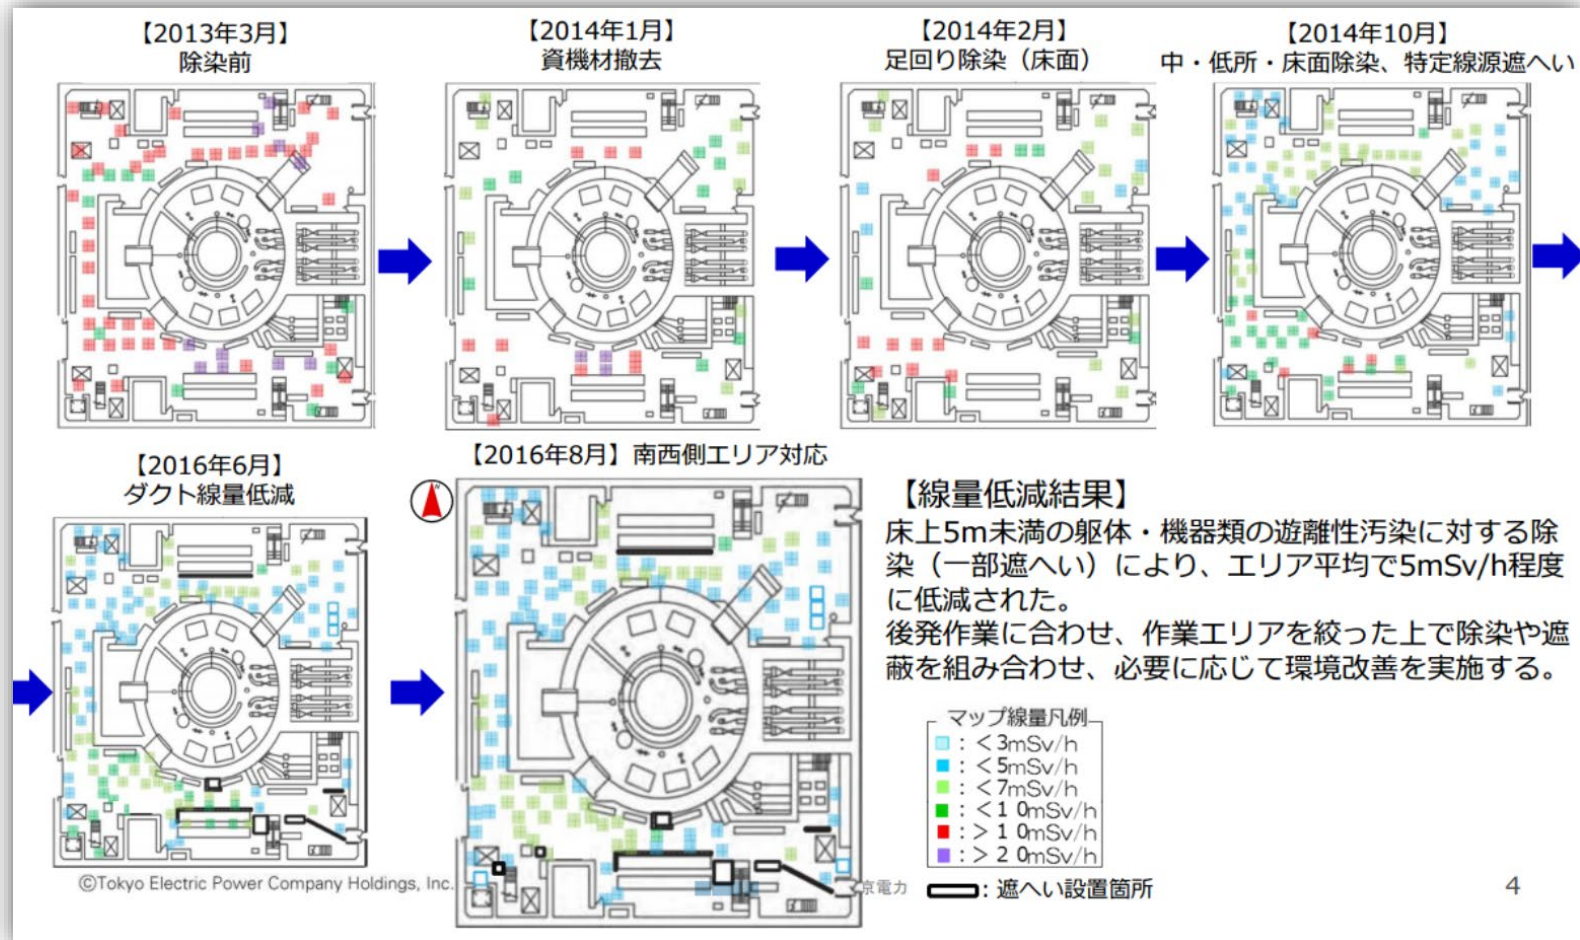 【2013年3月】
除染前
【2014年1月】
資機材撤去
【2014年2月】
足回り除染（床面）
【2014年10月】
中・低所・床面除染、特定線源遮へい
【2016年6月】
ダクト線量低減
【2016年8月】南西側エリア対応
【線量低減結果】
床上5m未満の躯体・機器類の遊離性汚染に対する除
染（一部遮へい）により、エリア平均で5mSv/h程度
に低減された。
後発作業に合わせ、作業エリアを絞った上で除染や遮
蔽を組み合わせ、必要に応じて環境改善を実施する。
マップ線量凡例
：＜3mSv/h
：＜5mSv/h
：＜7mSv/h
：＜10mSv/h
：＞10mSv/h
：＞20mSv/h
：遮へい設置箇所
©Tokyo Electric Power Company Holdings, Inc.
京電力
4